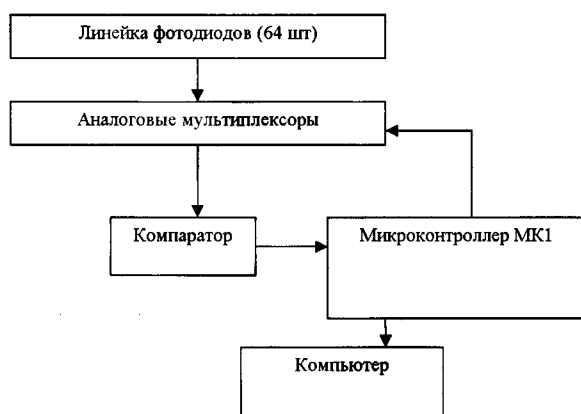 Линейка фотодиодов (64 шт)
Аналоговые мультиплексоры
Компаратор
Микроконтроллер МК1
Компьютер